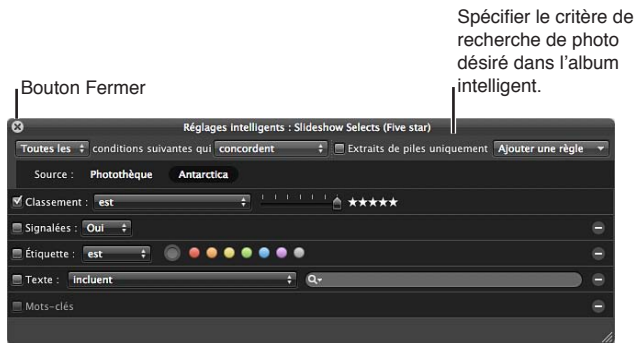 Spécifier le critère de
recherche de photo
désiré dans l'album
intelligent.
Bouton Fermer
Réglages intelligents : Slideshow Selects (Five star)
Toutes les conditions suivantes qui concordent Extraits de piles uniquement Ajouter une règle
Source : Photothèque Antarctica
Classement : est ★★★★★
Signalées : Oui
Étiquette : est
Texte : incluent
Mots-clés